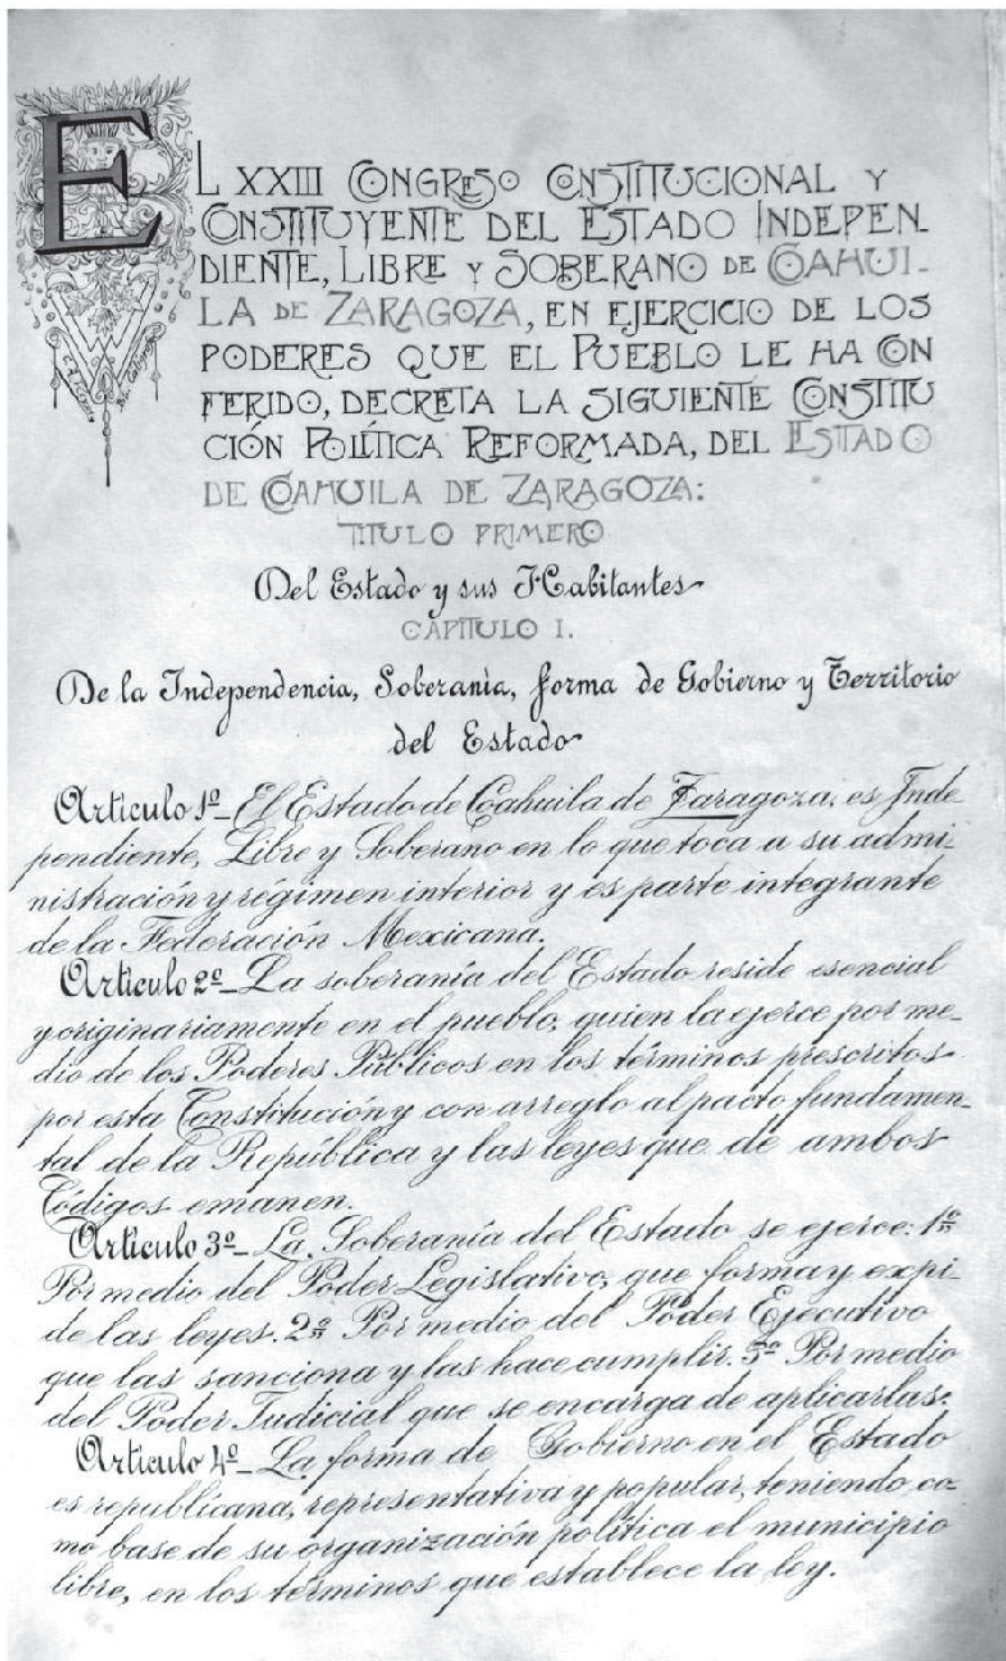 EL XXIII CONGRESO CONSTITUCIONAL Y
CONSTITUYENTE DEL ESTADO INDEPEN-
DIENTE, LIBRE Y SOBERANO DE COAHUI-
LA DE ZARAGOZA, EN EJERCICIO DE LOS
PODERES QUE EL PUEBLO LE HA CON
FERIDO, DECRETA LA SIGUIENTE CONSTITU
CIÓN POLÍTICA REFORMADA, DEL ESTADO
DE COAHUILA DE ZARAGOZA:
TITULO PRIMERO
Del Estado y sus Habitantes
CAPITULO I.
De la Independencia, Soberanía, forma de Gobierno y Territorio
del Estado
Articulo 1º_ El Estado de Coahuila de Zaragoza, es Inde-
pendiente, Libre y Soberano en lo que toca a su admi-
nistración y régimen interior y es parte integrante
de la Federación Mexicana.
Articulo 2º_ La soberanía del Estado reside esencial
y originariamente en el pueblo, quien la ejerce por me-
dio de los Poderes Públicos en los términos prescritos
por esta Constitución y con arreglo al pacto fundamen-
tal de la República y las leyes que de ambos
Códigos emanen.
Articulo 3º_ La Soberanía del Estado se ejerce: 1º
Por medio del Poder Legislativo, que forma y expi-
de las leyes. 2º Por medio del Poder Ejecutivo
que las sanciona y las hace cumplir. 3º Por medio
del Poder Judicial que se encarga de aplicarlas.
Articulo 4º_ La forma de Gobierno en el Estado
es republicana, representativa y popular, teniendo co-
mo base de su organización política el municipio
libre, en los términos que establece la ley.